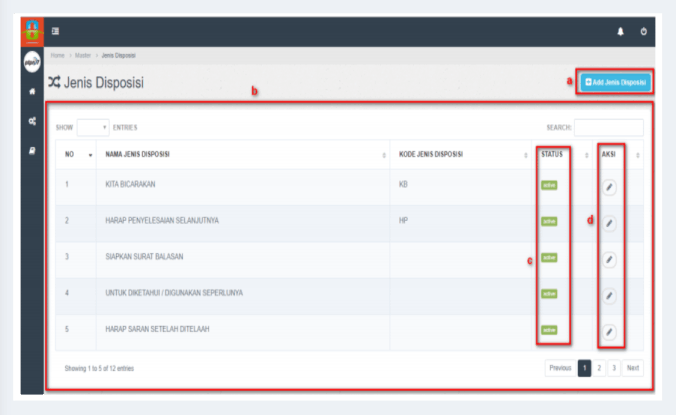 Home > Master > Jenis Disposisi
Jenis Disposisi
b
a
Add Jenis Disposisi
SHOW ENTRIES SEARCH:
NO NAMA JENIS DISPOSISI KODE JENIS DISPOSISI STATUS AKSI
1 KITA BICARAKAN KB active
2 HARAP PENYELESAIAN SELANJUTNYA HP active
d
3 SIAPKAN SURAT BALASAN active
c
4 UNTUK DIKETAHUI / DIGUNAKAN SEPERLUNYA active
5 HARAP SARAN SETELAH DITELAAH active
Showing 1 to 5 of 12 entries Previous 1 2 3 Next